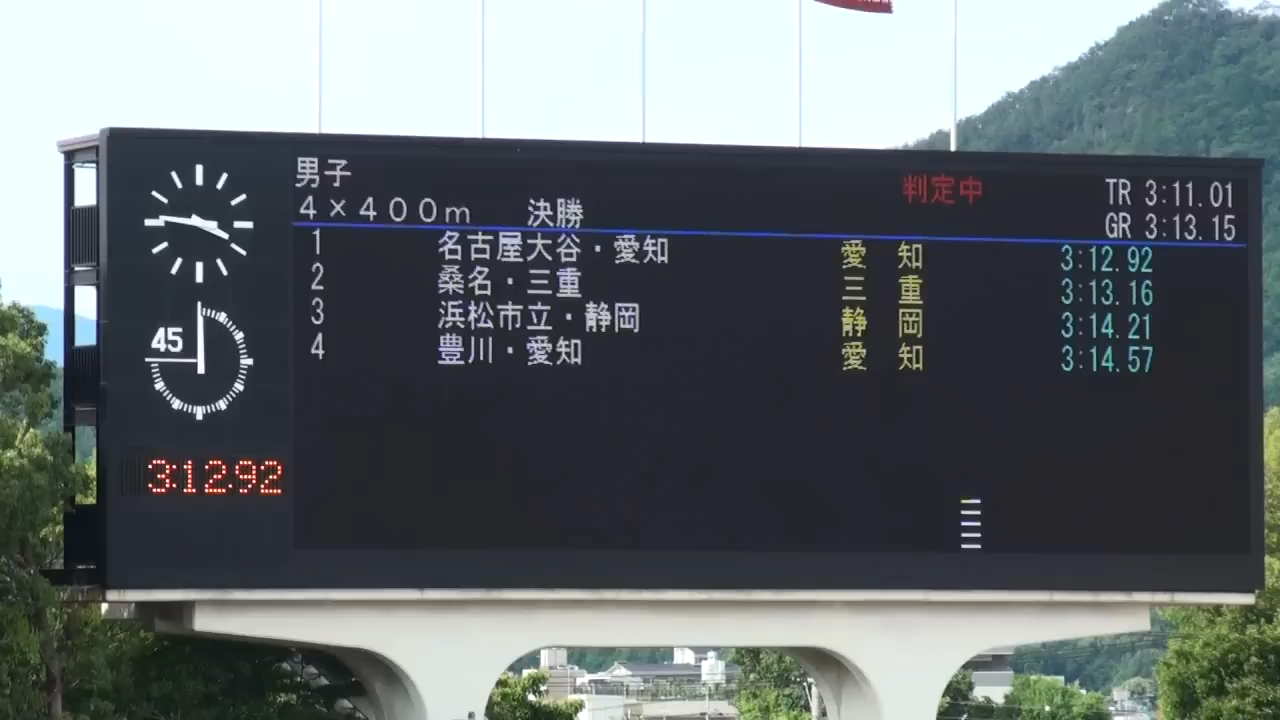 男子
4×400m 決勝 判定中 TR 3:11.01
GR 3:13.15
1 名古屋大谷・愛知 愛 知 3:12.92
2 桑名・三重 三 重 3:13.16
3 浜松市立・静岡 静 岡 3:14.21
4 豊川・愛知 愛 知 3:14.57
45
3:12.92